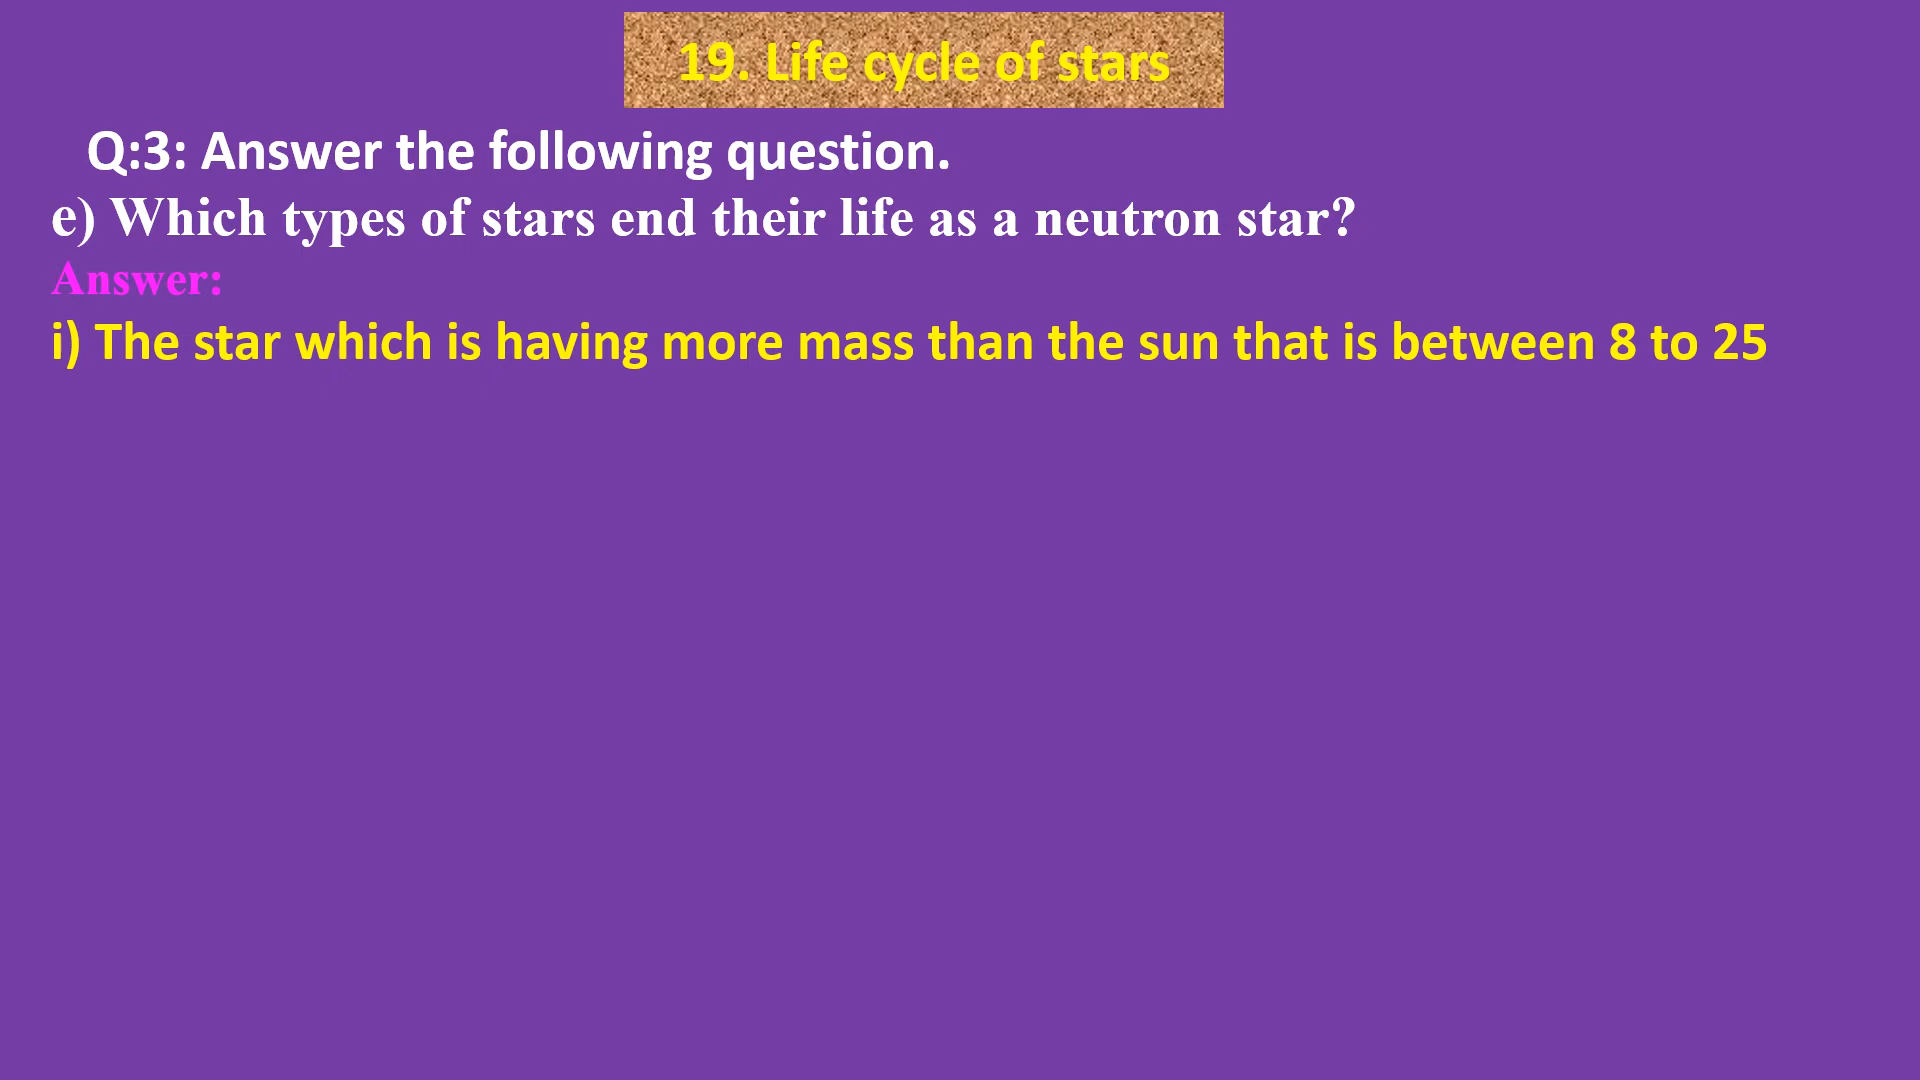 19. Life cycle of stars
Q:3: Answer the following question.
e) Which types of stars end their life as a neutron star?
Answer:
i) The star which is having more mass than the sun that is between 8 to 25